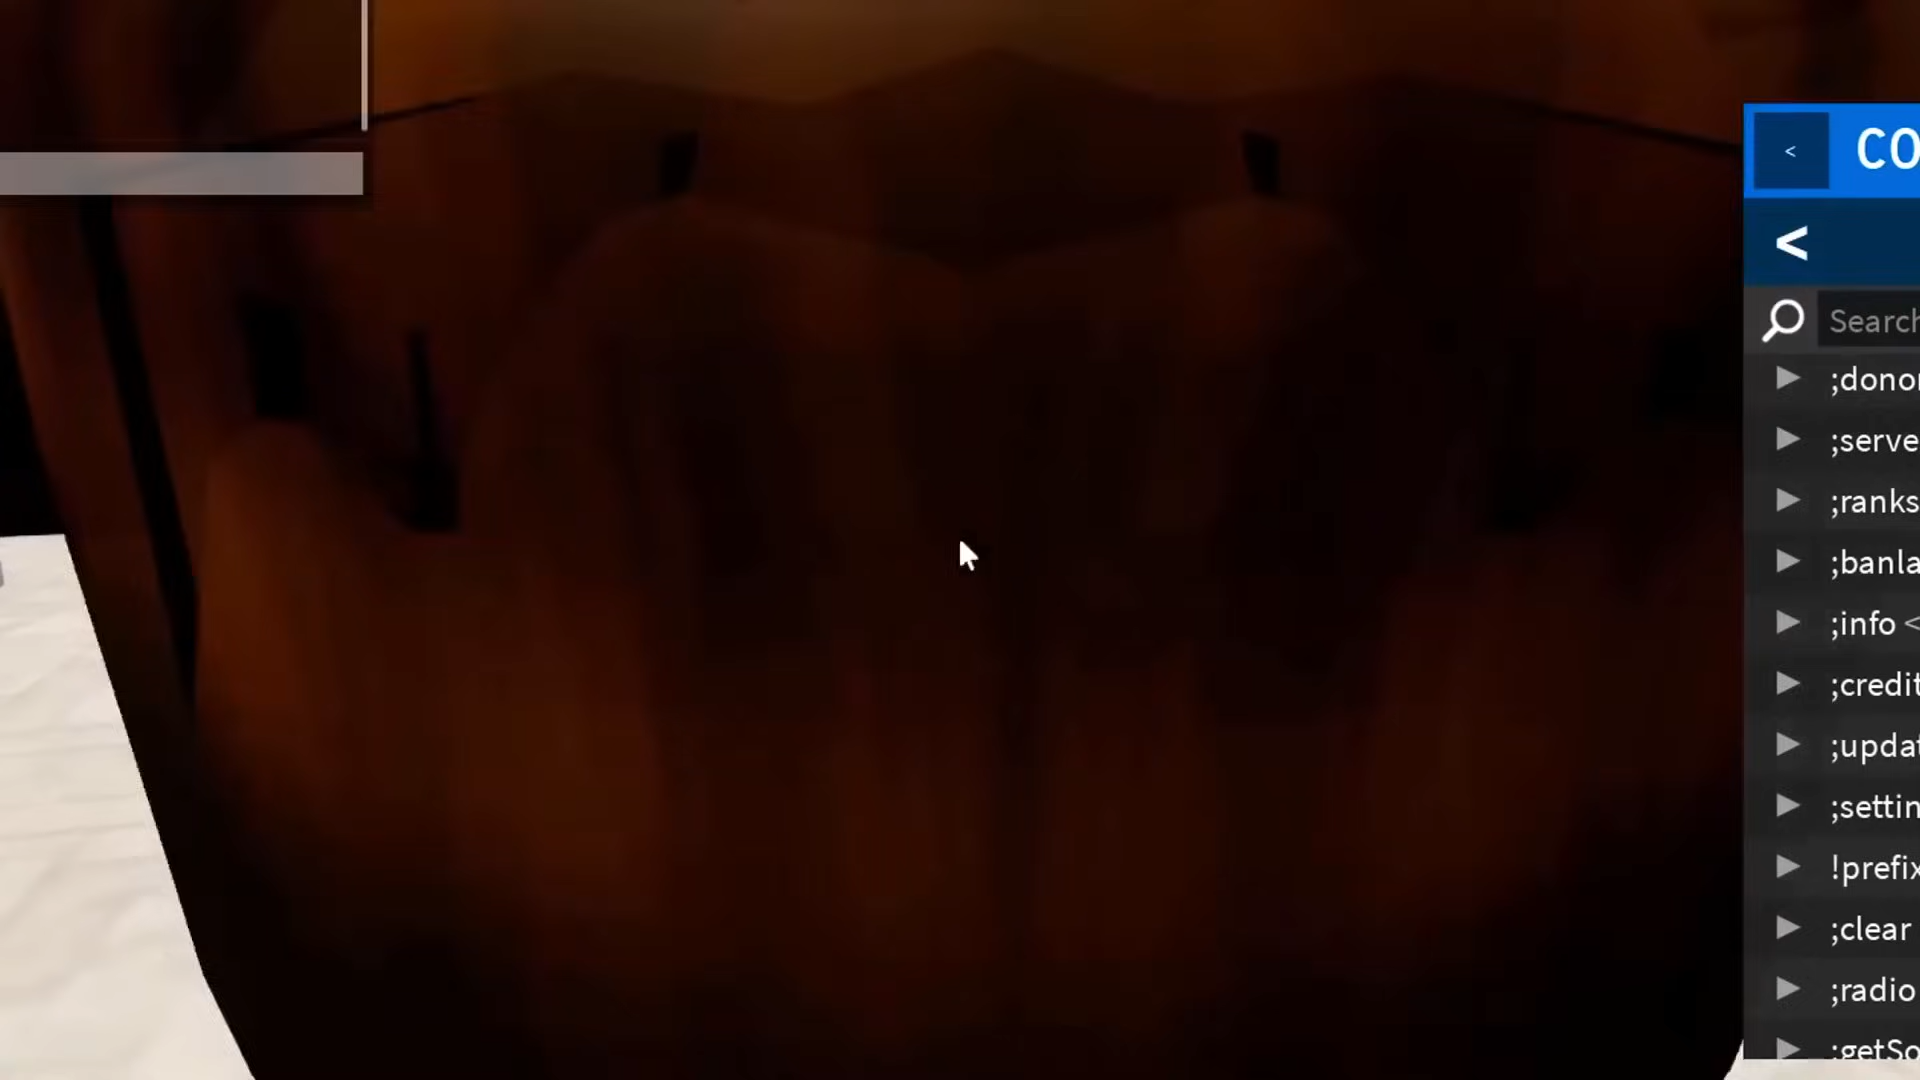 <
CO
<
Search
;donor
;serve
;ranks
;banla
;info <
;credit
;updat
;settin
!prefix
;clear
;radio
;getSo